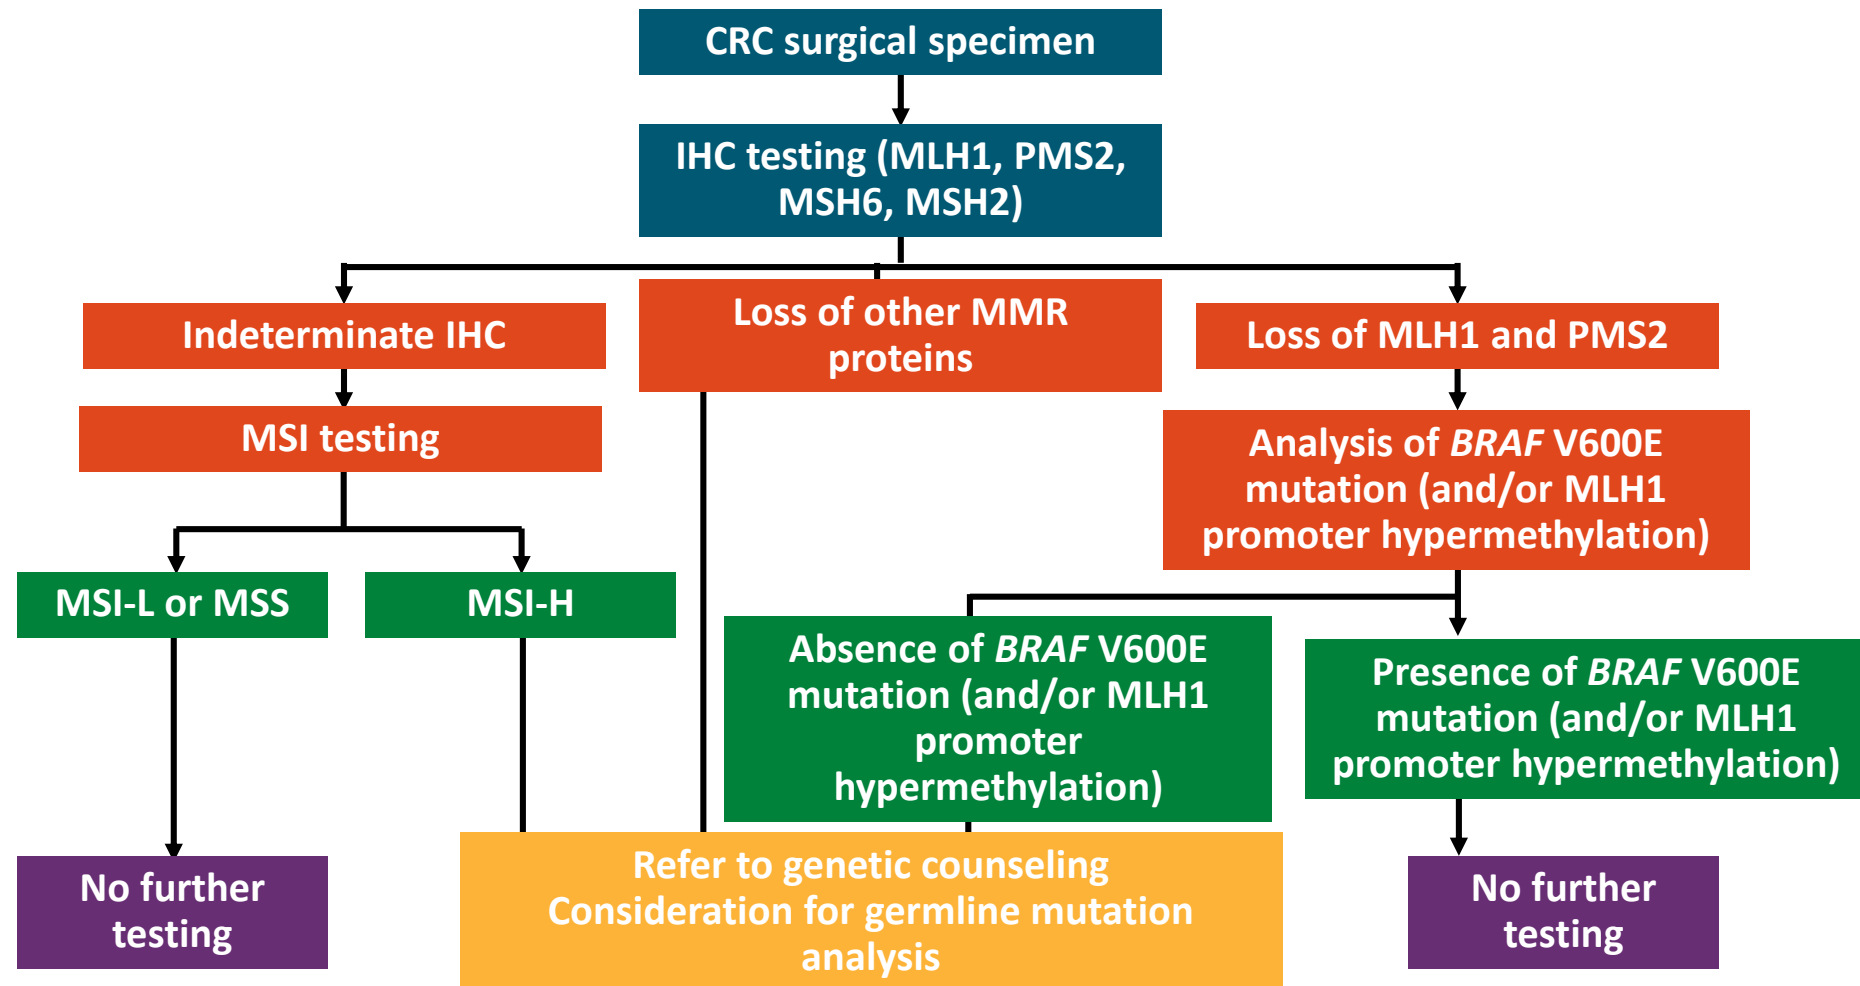 CRC surgical specimen
IHC testing (MLH1, PMS2,
MSH6, MSH2)
Indeterminate IHC
Loss of other MMR
proteins
Loss of MLH1 and PMS2
MSI testing
Analysis of BRAF V600E
mutation (and/or MLH1
promoter hypermethylation)
MSI-L or MSS
MSI-H
Absence of BRAF V600E
mutation (and/or MLH1
promoter
hypermethylation)
Presence of BRAF V600E
mutation (and/or MLH1
promoter hypermethylation)
No further
testing
Refer to genetic counseling
Consideration for germline mutation
analysis
No further
testing